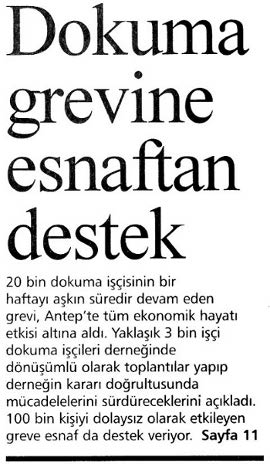 Dokuma
grevine
esnaftan
destek
20 bin dokuma işçisinin bir
haftayı aşkın süredir devam eden
grevi, Antep'te tüm ekonomik hayatı
etkisi altına aldı. Yaklaşık 3 bin işçi
dokuma işçileri derneğinde
dönüşümlü olarak toplantılar yapıp
derneğin kararı doğrultusunda
mücadelelerini sürdüreceklerini açıkladı.
100 bin kişiyi dolaysız olarak etkileyen
greve esnaf da destek veriyor. Sayfa 11